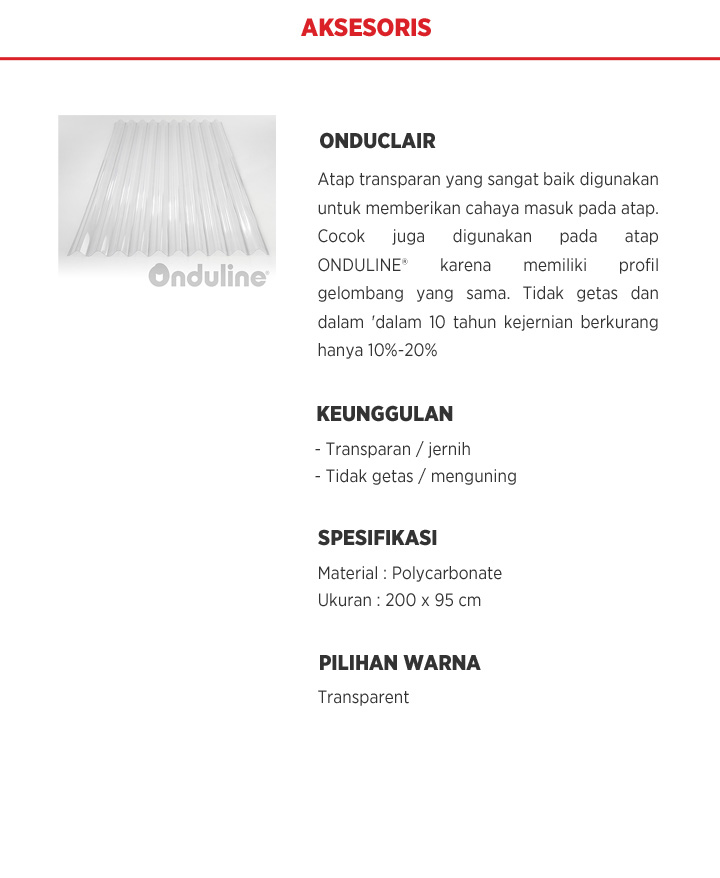 AKSESORIS
Onduline®
ONDUCLAIR
Atap transparan yang sangat baik digunakan
untuk memberikan cahaya masuk pada atap.
Cocok juga digunakan pada atap
ONDULINE® karena memiliki profil
gelombang yang sama. Tidak getas dan
dalam 'dalam 10 tahun kejernian berkurang
hanya 10%-20%
KEUNGGULAN
- Transparan / jernih
- Tidak getas / menguning
SPESIFIKASI
Material : Polycarbonate
Ukuran : 200 x 95 cm
PILIHAN WARNA
Transparent